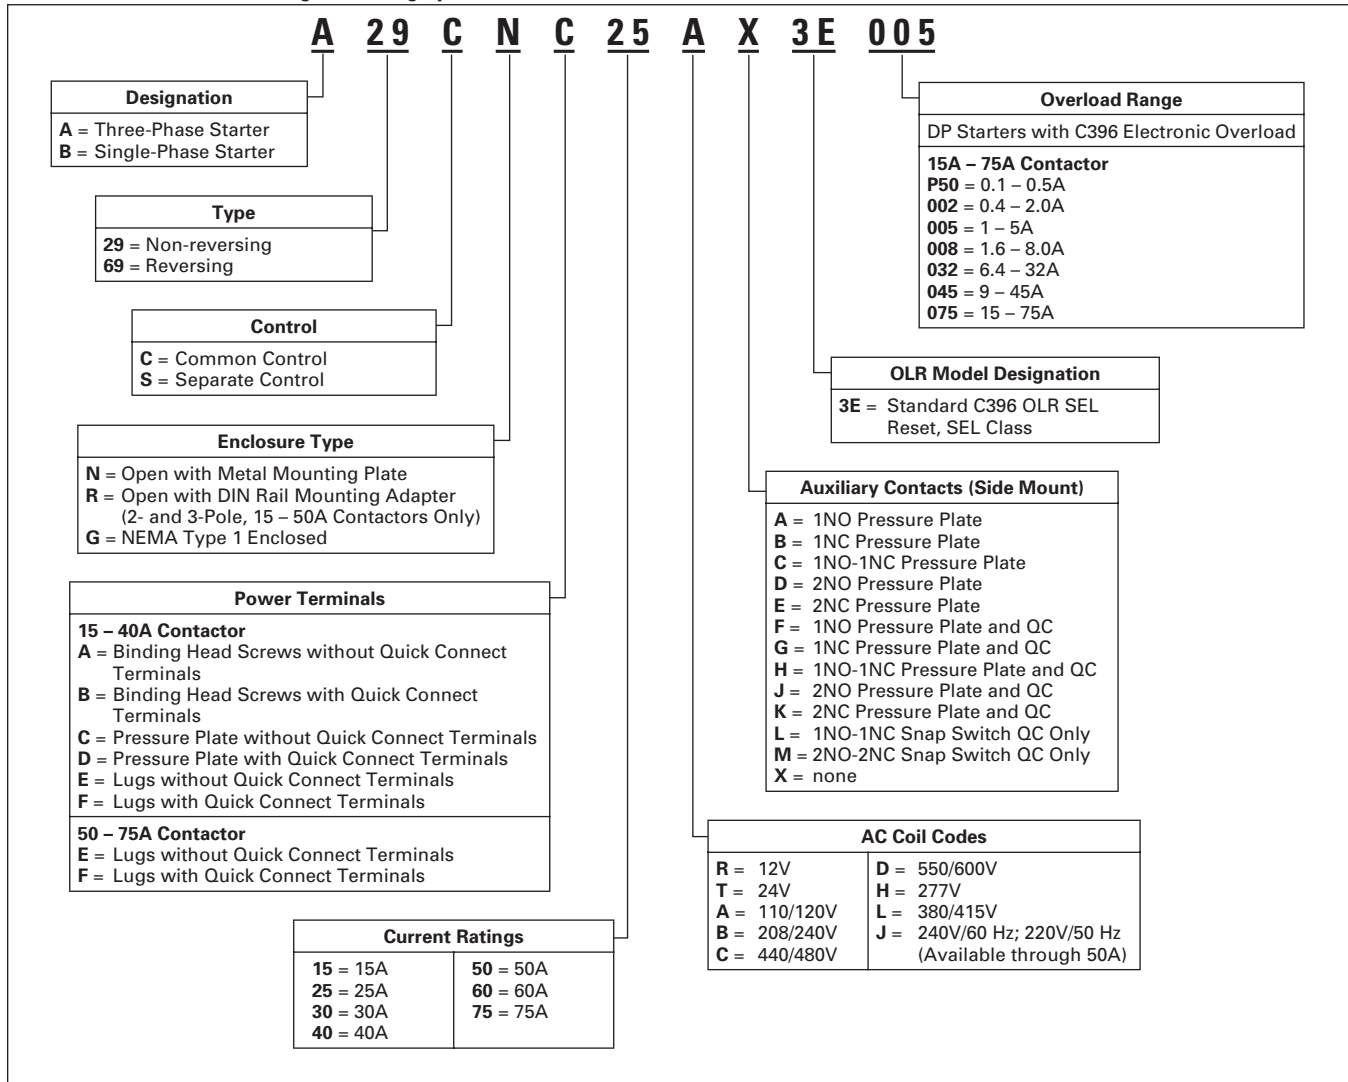 A 29 C N C 25 A X 3E 005
Designation
A = Three-Phase Starter
B = Single-Phase Starter
Type
29 = Non-reversing
69 = Reversing
Control
C = Common Control
S = Separate Control
Enclosure Type
N = Open with Metal Mounting Plate
R = Open with DIN Rail Mounting Adapter
(2- and 3-Pole, 15 – 50A Contactors Only)
G = NEMA Type 1 Enclosed
Power Terminals
15 – 40A Contactor
A = Binding Head Screws without Quick Connect
Terminals
B = Binding Head Screws with Quick Connect
Terminals
C = Pressure Plate without Quick Connect Terminals
D = Pressure Plate with Quick Connect Terminals
E = Lugs without Quick Connect Terminals
F = Lugs with Quick Connect Terminals
50 – 75A Contactor
E = Lugs without Quick Connect Terminals
F = Lugs with Quick Connect Terminals
Current Ratings
15 = 15A
25 = 25A
30 = 30A
40 = 40A
50 = 50A
60 = 60A
75 = 75A
Overload Range
DP Starters with C396 Electronic Overload
15A – 75A Contactor
P50 = 0.1 – 0.5A
002 = 0.4 – 2.0A
005 = 1 – 5A
008 = 1.6 – 8.0A
032 = 6.4 – 32A
045 = 9 – 45A
075 = 15 – 75A
OLR Model Designation
3E = Standard C396 OLR SEL
Reset, SEL Class
Auxiliary Contacts (Side Mount)
A = 1NO Pressure Plate
B = 1NC Pressure Plate
C = 1NO-1NC Pressure Plate
D = 2NO Pressure Plate
E = 2NC Pressure Plate
F = 1NO Pressure Plate and QC
G = 1NC Pressure Plate and QC
H = 1NO-1NC Pressure Plate and QC
J = 2NO Pressure Plate and QC
K = 2NC Pressure Plate and QC
L = 1NO-1NC Snap Switch QC Only
M = 2NO-2NC Snap Switch QC Only
X = none
AC Coil Codes
R = 12V
T = 24V
A = 110/120V
B = 208/240V
C = 440/480V
D = 550/600V
H = 277V
L = 380/415V
J = 240V/60 Hz; 220V/50 Hz
(Available through 50A)